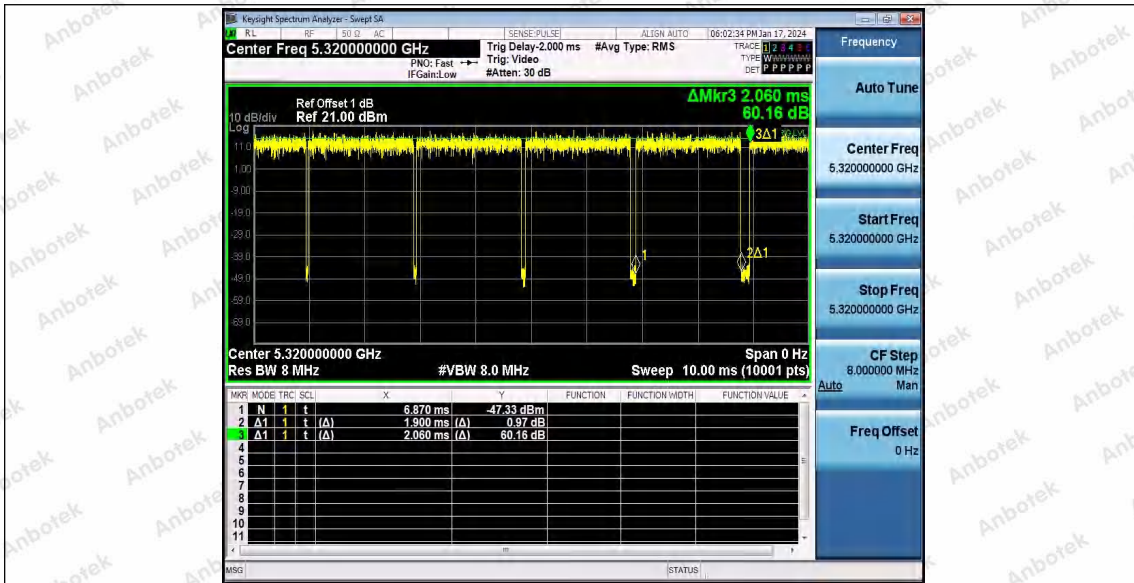 Keysight Spectrum Analyzer - Swept SA
RL RF 50 Ω AC SENSE:PULSE ALIGN AUTO 06:02:34 PM Jan 17, 2024
Center Freq 5.320000000 GHz Trig Delay-2.000 ms #Avg Type: RMS TRACE 1 2 3 4 5 6
PNO: Fast Trig: Video TYPE W
IFGain:Low #Atten: 30 dB DET P P P P P P
ΔMkr3 2.060 ms
60.16 dB
Ref Offset 1 dB
10 dB/div Ref 21.00 dBm
Log
11.0
1.00
-9.00
-19.0
-29.0
-39.0
-49.0
-59.0
-69.0
3Δ1
1
2Δ1
Center 5.320000000 GHz Span 0 Hz
Res BW 8 MHz #VBW 8.0 MHz Sweep 10.00 ms (10001 pts)
MKR MODE TRC SCL X Y FUNCTION FUNCTION WIDTH FUNCTION VALUE
1 N 1 t 6.870 ms -47.33 dBm
2 Δ1 1 t (Δ) 1.900 ms (Δ) 0.97 dB
3 Δ1 1 t (Δ) 2.060 ms (Δ) 60.16 dB
4
5
6
7
8
9
10
11
MSG STATUS
Frequency
Auto Tune
Center Freq
5.320000000 GHz
Start Freq
5.320000000 GHz
Stop Freq
5.320000000 GHz
CF Step
8.000000 MHz
Auto Man
Freq Offset
0 Hz
Anbotek